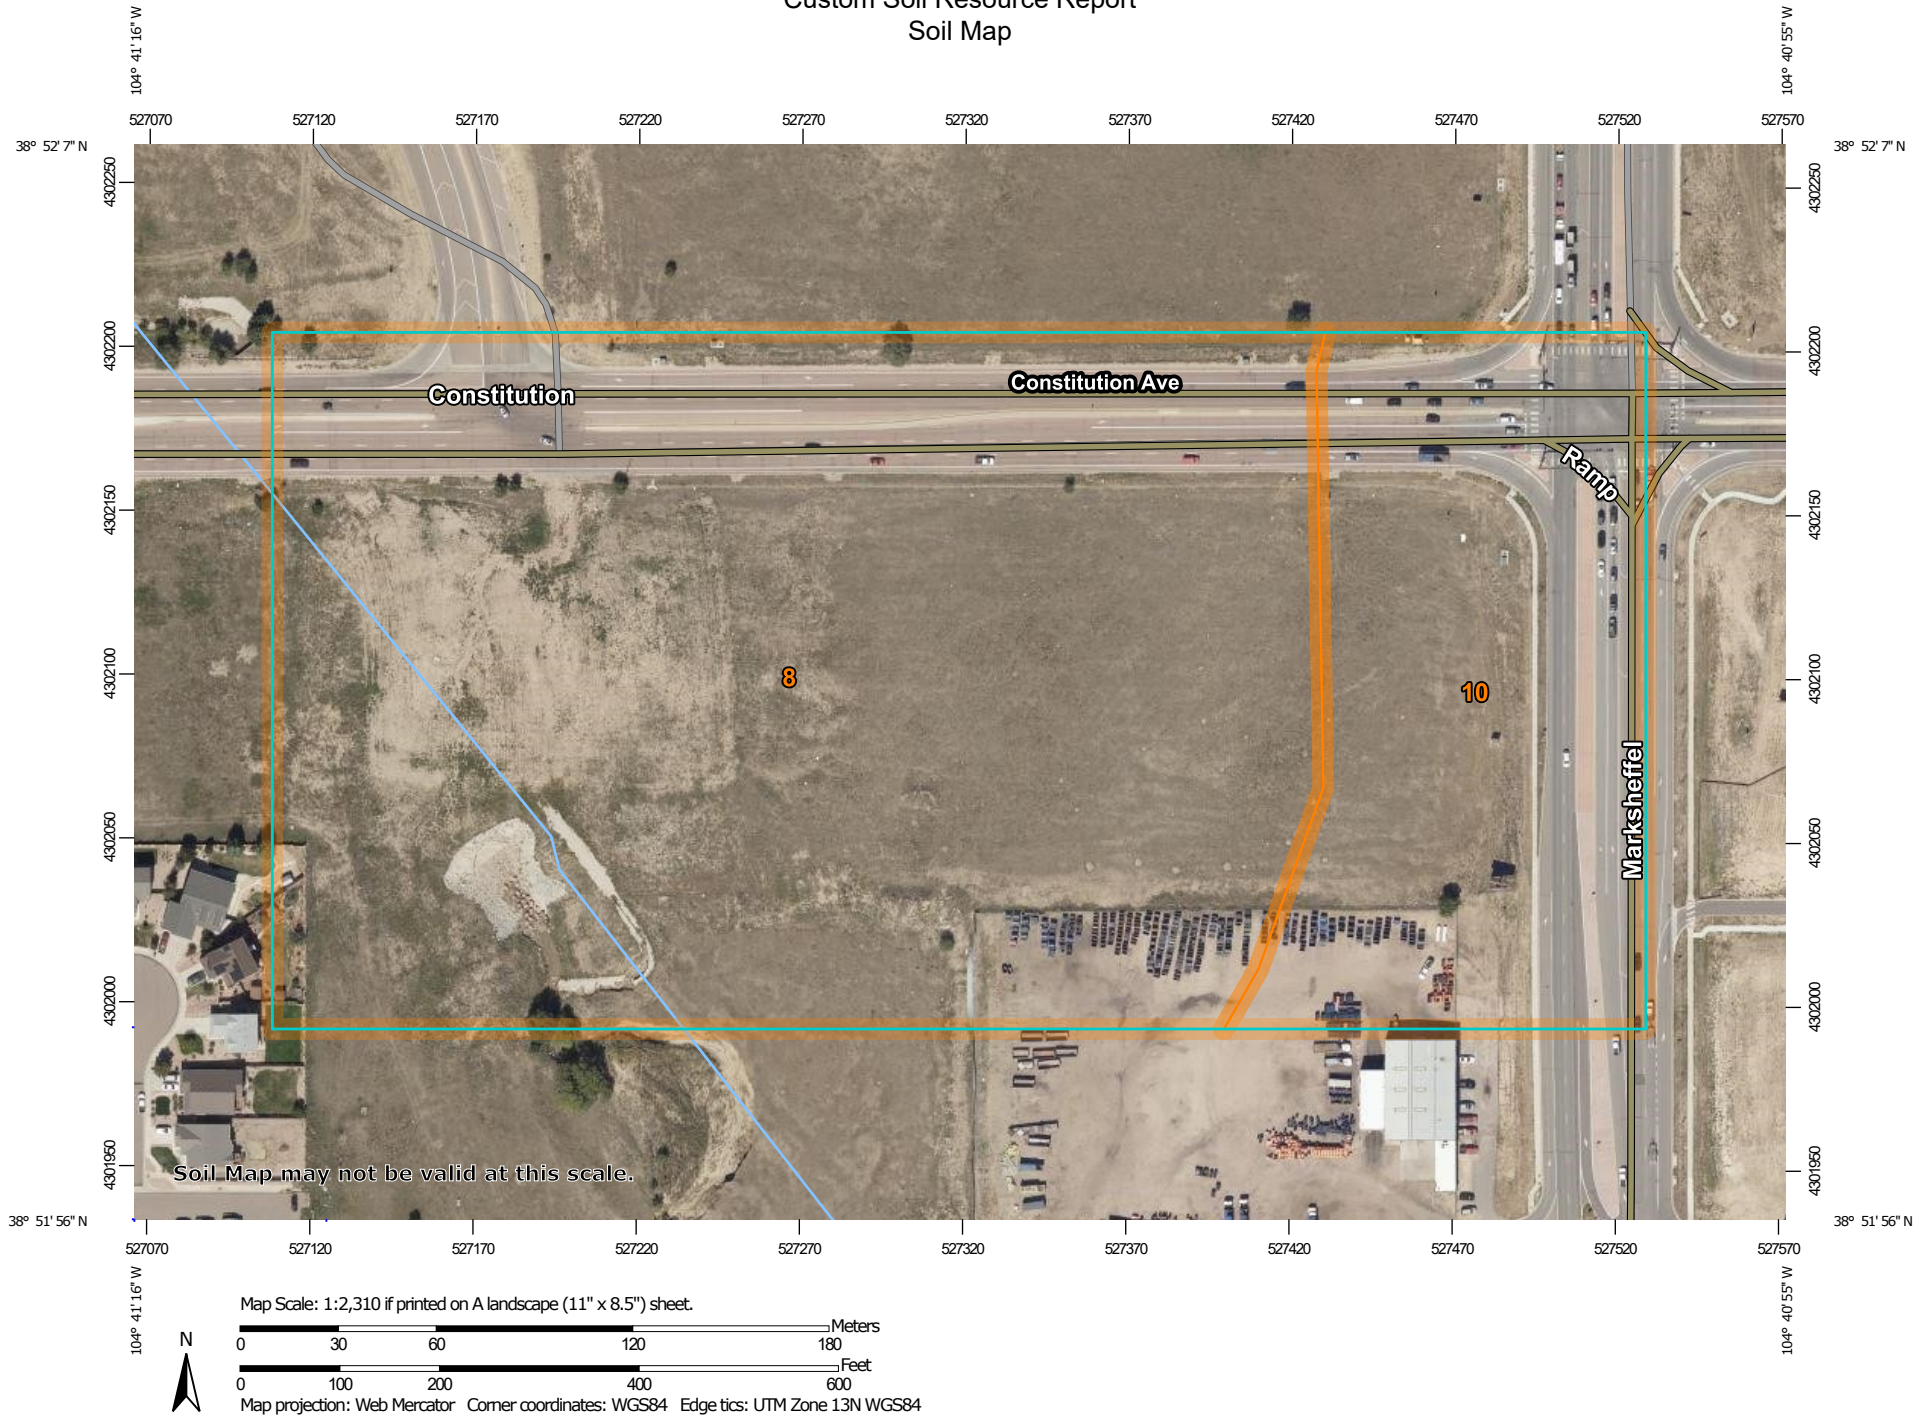 Custom Soil Resource Report
Soil Map
104° 41' 16" W
104° 40' 55" W
527070 527120 527170 527220 527270 527320 527370 527420 527470 527520 527570
38° 52' 7" N
38° 52' 7" N
4302250
4302250
4302200
4302200
Constitution
Constitution Ave
Ramp
4302150
4302150
4302100
4302100
8
10
Marksheffel
4302050
4302050
4302000
4302000
4301950
4301950
Soil Map may not be valid at this scale.
38° 51' 56" N
38° 51' 56" N
527070 527120 527170 527220 527270 527320 527370 527420 527470 527520 527570
104° 41' 16" W
104° 40' 55" W
Map Scale: 1:2,310 if printed on A landscape (11" x 8.5") sheet.
N
Meters
0 30 60 120 180
Feet
0 100 200 400 600
Map projection: Web Mercator Corner coordinates: WGS84 Edge tics: UTM Zone 13N WGS84